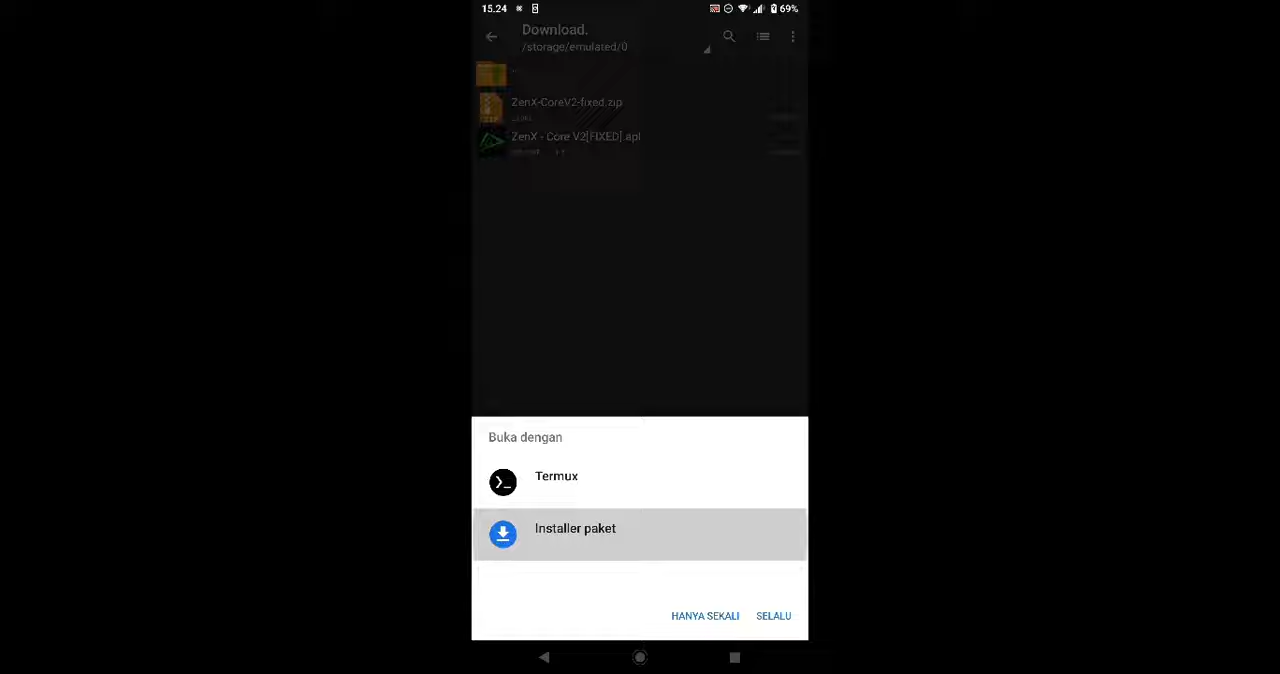 15.24
69%
Download.
/storage/emulated/0
..
ZenX-CoreV2-fixed.zip
ZenX - Core V2[FIXED].apl
Buka dengan
Termux
Installer paket
HANYA SEKALI SELALU